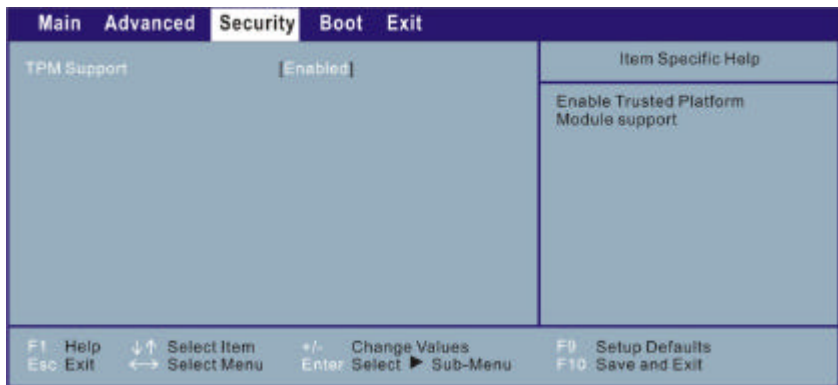 Main Advanced Security Boot Exit
TPM Support [Enabled]
Item Specific Help
Enable Trusted Platform
Module support
F1 Help ↓↑ Select Item +/- Change Values F9 Setup Defaults
Esc Exit ←→ Select Menu Enter Select ► Sub-Menu F10 Save and Exit